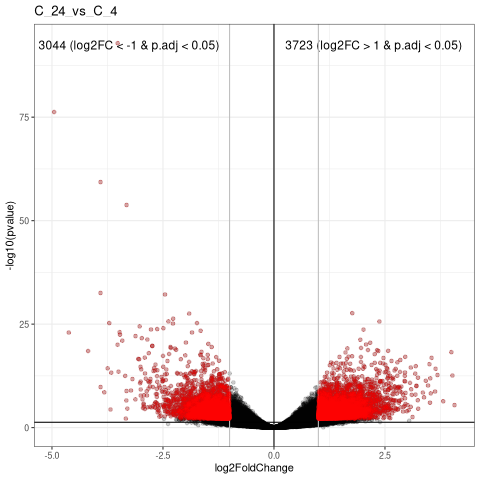 C_24_vs_C_4
3044 (log2FC < -1 & p.adj < 0.05)
3723 (log2FC > 1 & p.adj < 0.05)
75
50
25
0
-log10(pvalue)
-5.0
-2.5
0.0
2.5
log2FoldChange